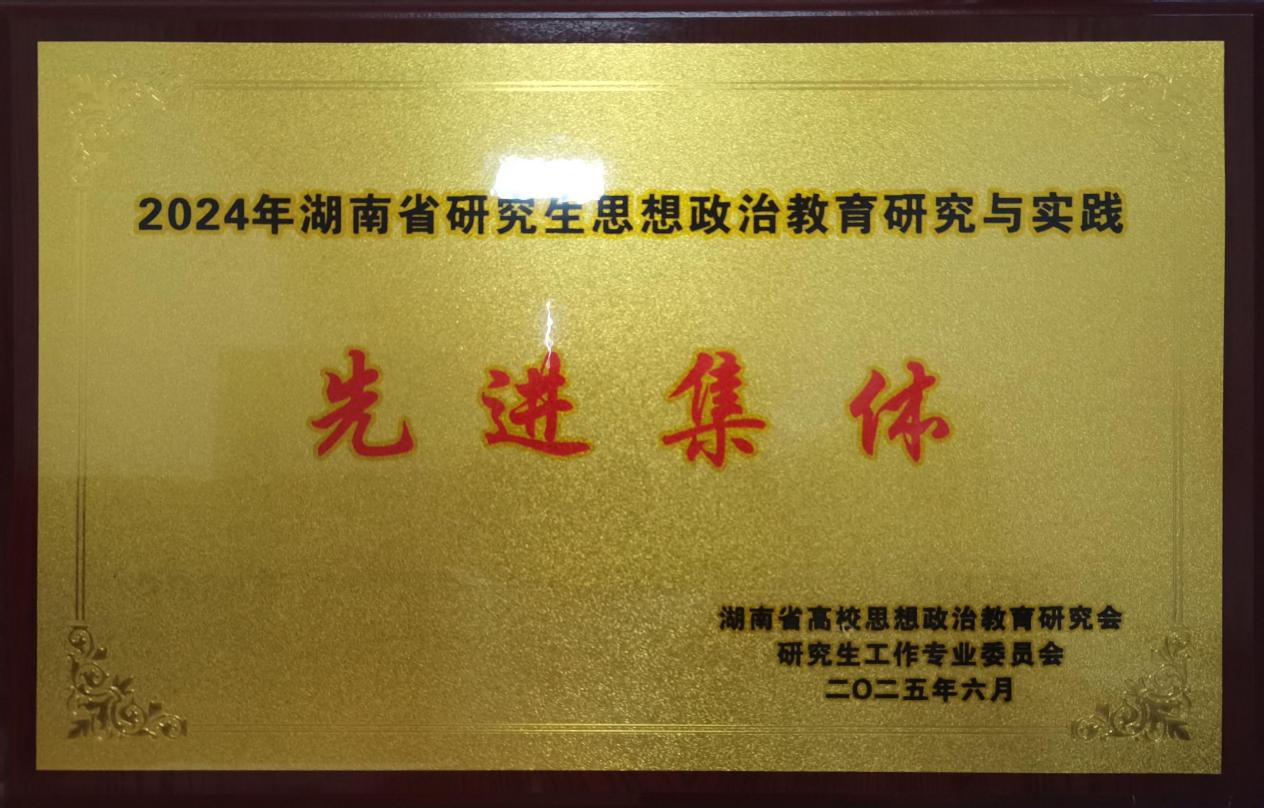 2024年湖南省研究生思想政治教育研究与实践
先进集体
湖南省高校思想政治教育研究会
研究生工作专业委员会
二〇二五年六月